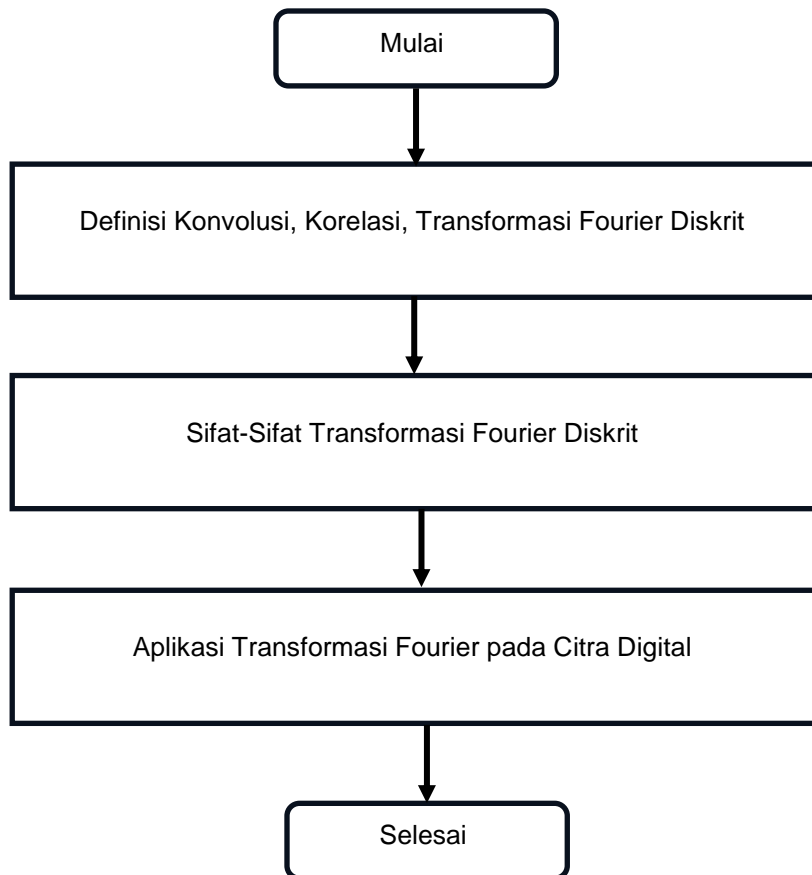 Mulai
Definisi Konvolusi, Korelasi, Transformasi Fourier Diskrit
Sifat-Sifat Transformasi Fourier Diskrit
Aplikasi Transformasi Fourier pada Citra Digital
Selesai